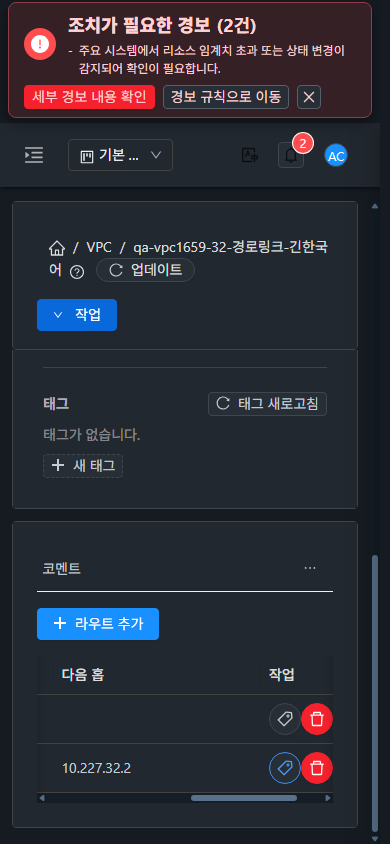 조치가 필요한 경보 (2건)
- 주요 시스템에서 리소스 임계치 초과 또는 상태 변경이
감지되어 확인이 필요합니다.
세부 경보 내용 확인 경보 규칙으로 이동
기본 ... 2 AC
/ VPC / qa-vpc1659-32-경로링크-긴한국
어 업데이트
작업
태그 태그 새로고침
태그가 없습니다.
+ 새 태그
코멘트 ...
+ 라우트 추가
다음 홉 작업
10.227.32.2